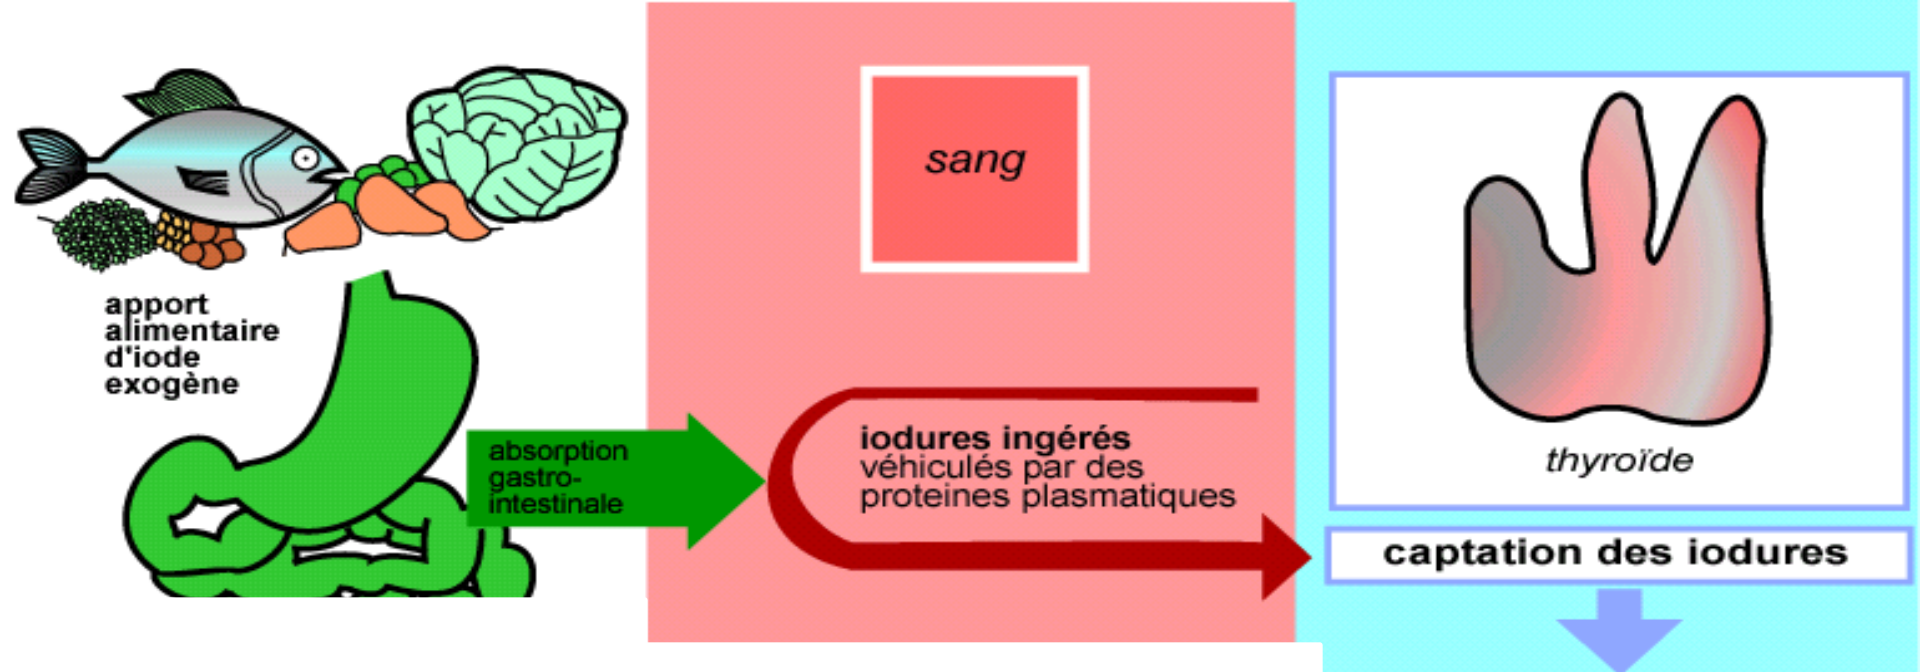 apport
alimentaire
d'iode
exogène
absorption
gastro-
intestinale
sang
iodures ingérés
véhiculés par des
proteines plasmatiques
thyroïde
captation des iodures